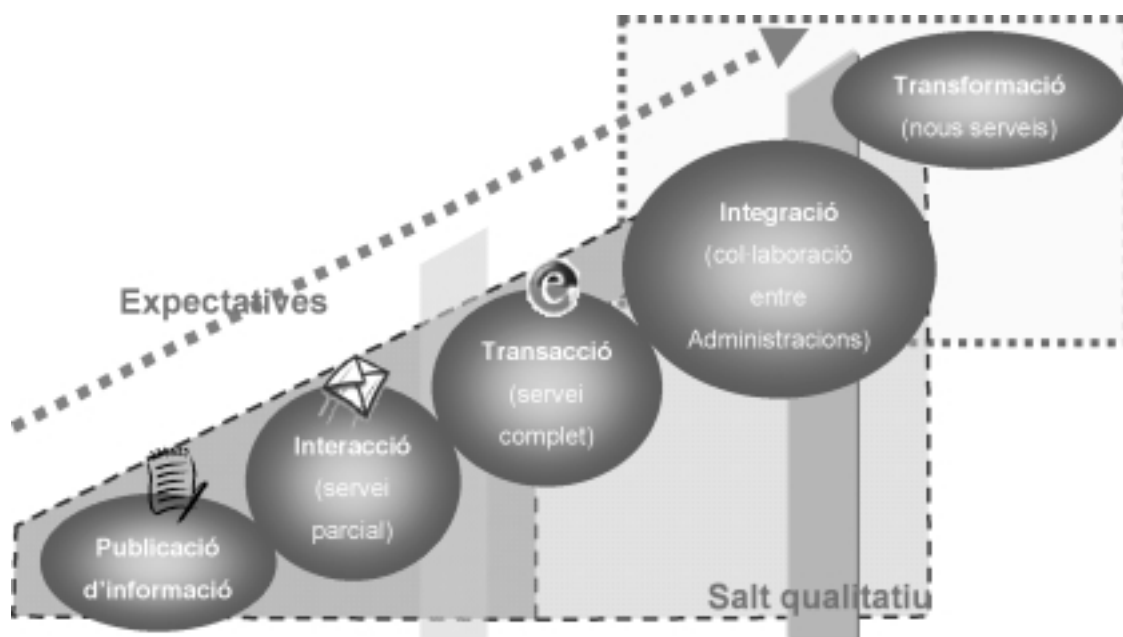 Transformació
(nous serveis)
Integració
(col·laboració
entre
Administracions)
Expectatives
e
Transacció
(servei
complet)
Interacció
(servei
parcial)
Publicació
d'informació
Salt qualitatiu